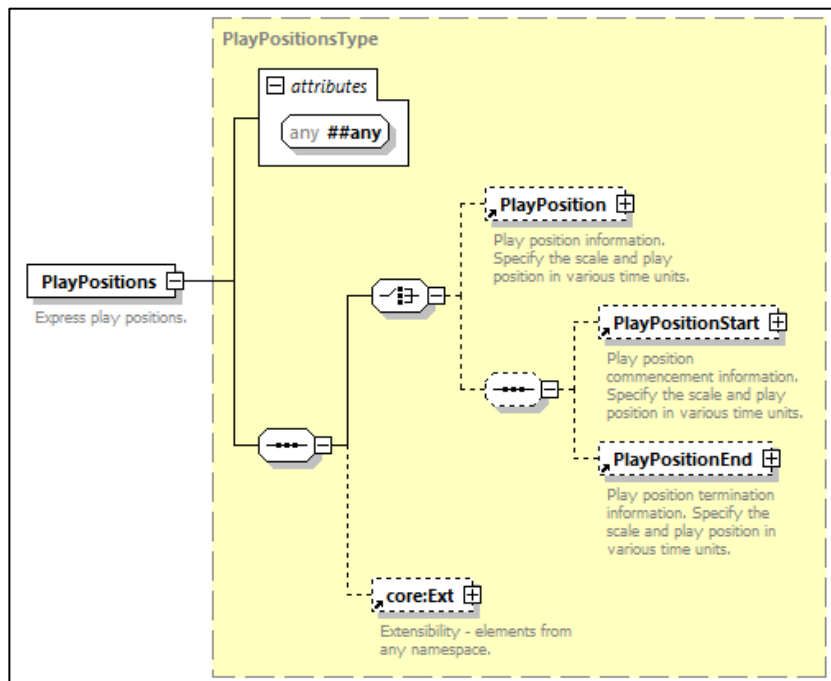 PlayPositionsType
attributes
any ##any
PlayPosition
Play position information.
Specify the scale and play
position in various time units.
PlayPositions
Express play positions.
PlayPositionStart
Play position
commencement information.
Specify the scale and play
position in various time units.
PlayPositionEnd
Play position termination
information. Specify the
scale and play position in
various time units.
core:Ext
Extensibility - elements from
any namespace.